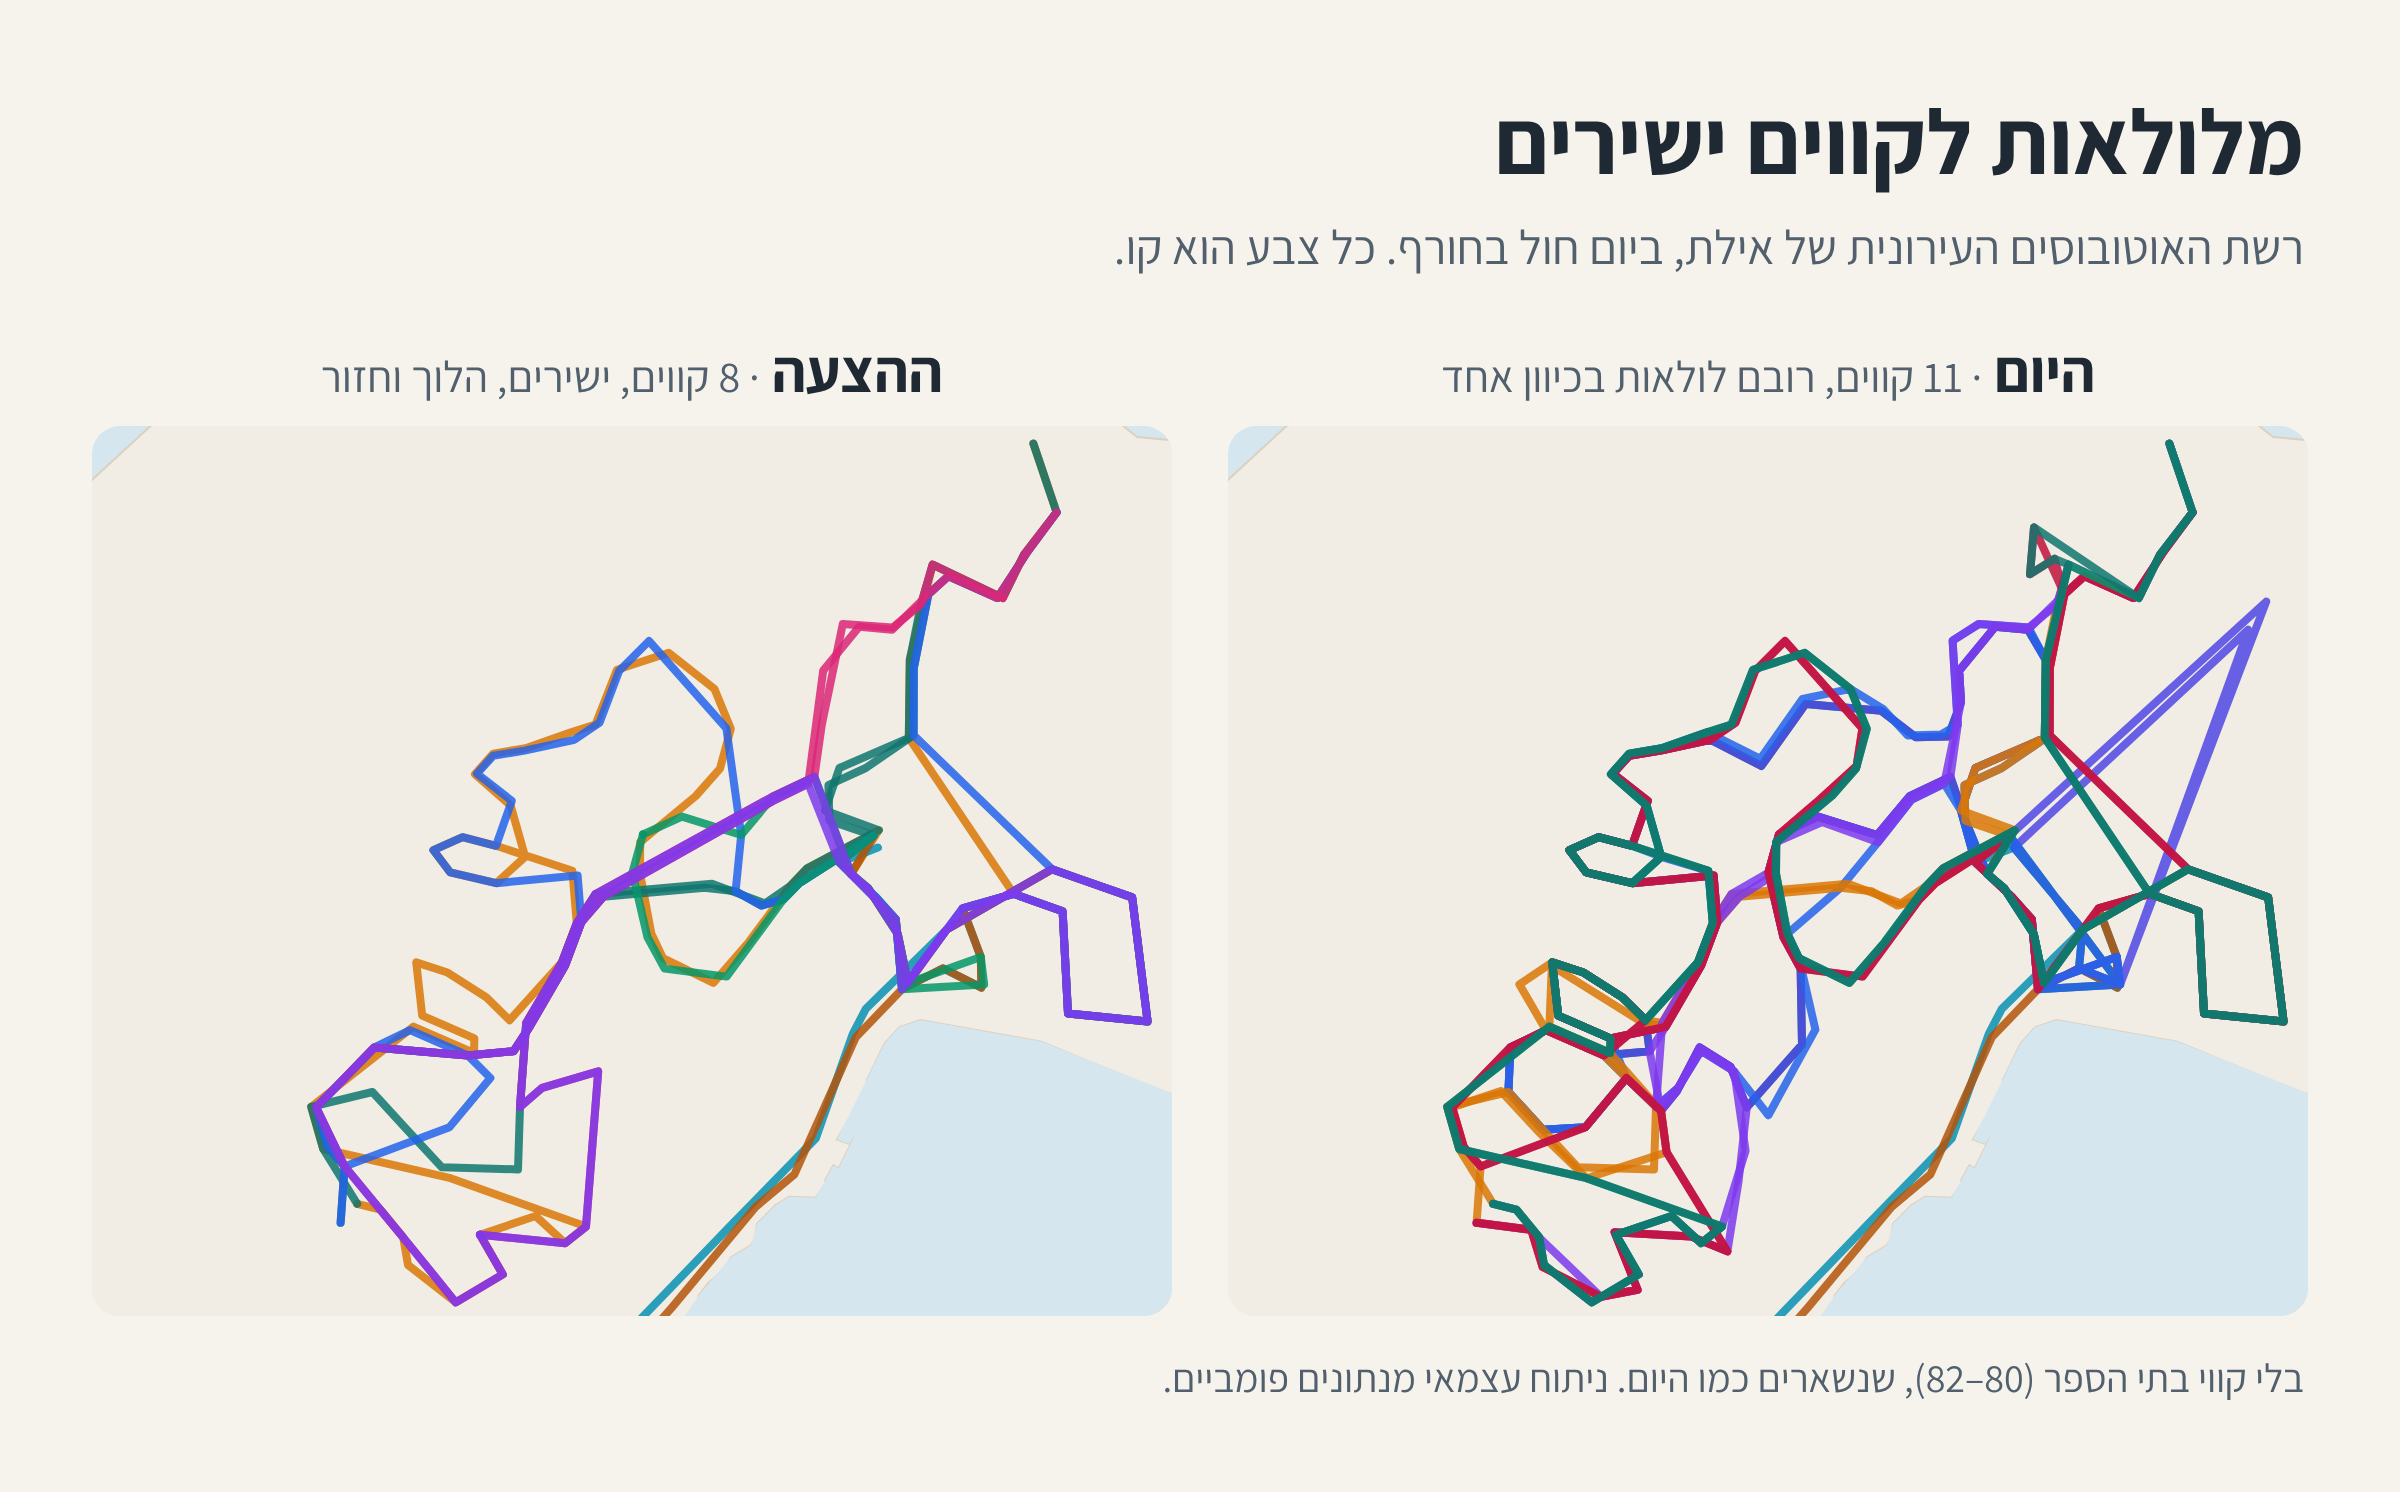 מלולאות לקווים ישירים
רשת האוטובוסים העירונית של אילת, ביום חול בחורף. כל צבע הוא קו.
היום · 11 קווים, רובם לולאות בכיוון אחד
ההצעה · 8 קווים, ישירים, הלוך וחזור
בלי קווי בתי הספר (80–82), שנשארים כמו היום. ניתוח עצמאי מנתונים פומביים.